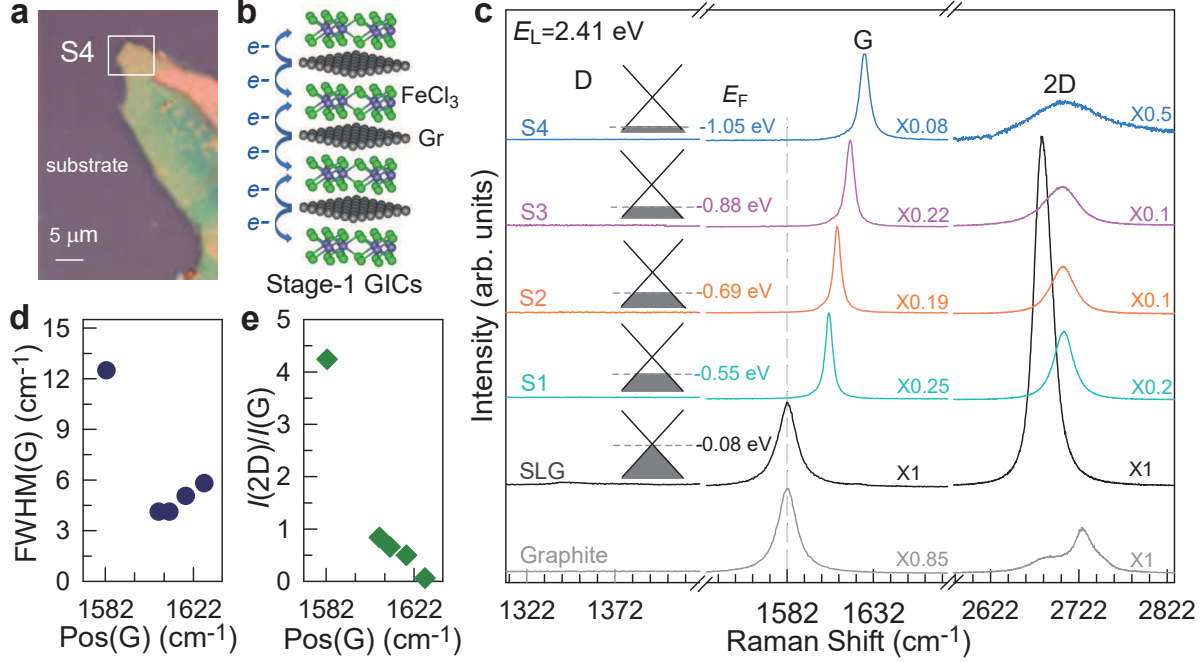 a
S4
substrate
5 μm
b
e-
e-
e-
e-
e-
e-
FeCl3
Gr
Stage-1 GICs
c
EL=2.41 eV
D
EF
G
2D
S4
-1.05 eV
X0.08
X0.5
S3
-0.88 eV
X0.22
X0.1
S2
-0.69 eV
X0.19
X0.1
S1
-0.55 eV
X0.25
X0.2
SLG
-0.08 eV
X1
X1
Graphite
X0.85
X1
Intensity (arb. units)
1322 1372 1582 1632 2622 2722 2822
Raman Shift (cm-1)
d
FWHM(G) (cm-1)
15
12
9
6
3
0
1582 1622
Pos(G) (cm-1)
e
I(2D)/I(G)
5
4
3
2
1
0
1582 1622
Pos(G) (cm-1)